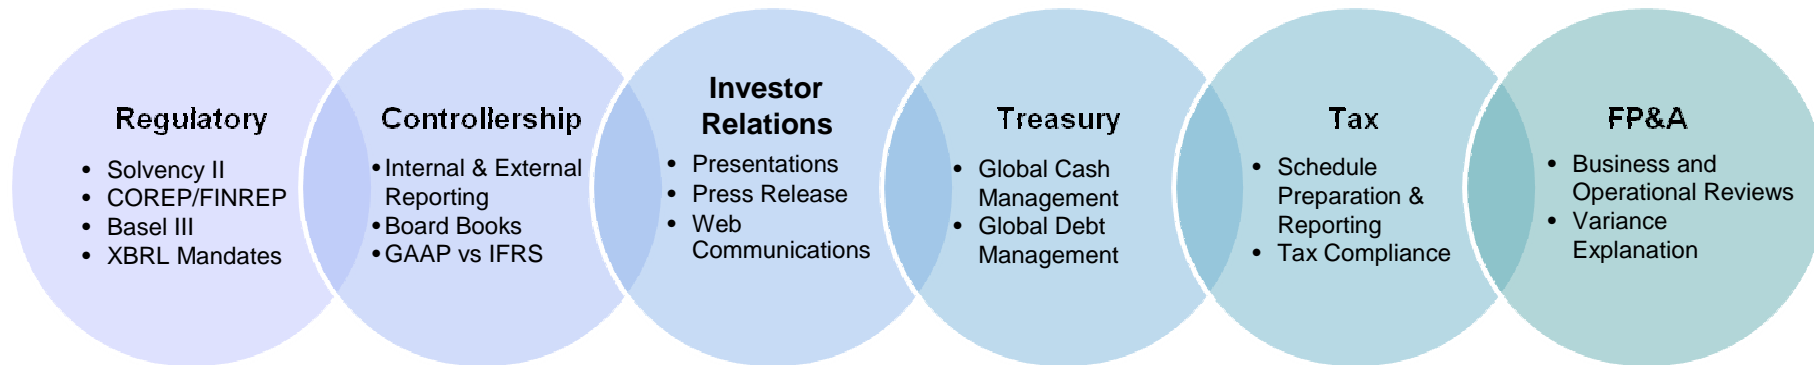 Regulatory
• Solvency II
• COREP/FINREP
• Basel III
• XBRL Mandates
Controllership
• Internal & External
Reporting
• Board Books
• GAAP vs IFRS
Investor
Relations
• Presentations
• Press Release
• Web
Communications
Treasury
• Global Cash
Management
• Global Debt
Management
Tax
• Schedule
Preparation &
Reporting
• Tax Compliance
FP&A
• Business and
Operational Reviews
• Variance
Explanation